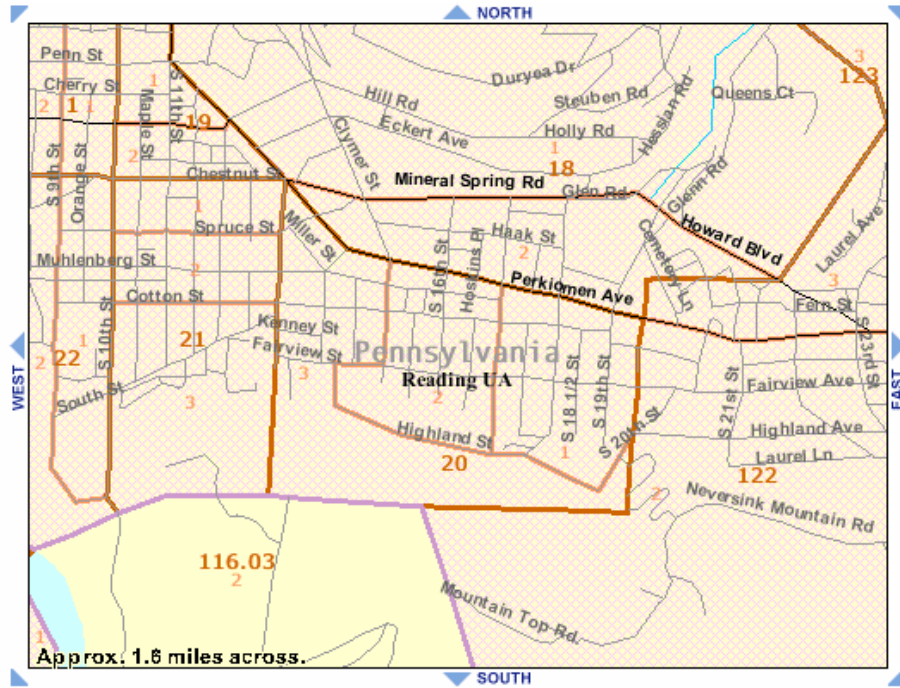 NORTH
Penn St
Duryea Dr
3
123
1
S 11th St
Cherry St
2
1
1
Maple St
Hill Rd
Steuben Rd
Hessian Rd
Queens Ct
19
Clymer St
Eckert Ave
Holly Rd
1
18
2
S 9th St
Orange St
Chestnut St
Mineral Spring Rd
Glen Rd
Glenn Rd
1
Spruce St
Miller St
Haak St
2
Cemetery Ln
Howard Blvd
Laurel Ave
Muhlenberg St
2
S 16th St
Hoskins Pl
Perkiomen Ave
3
Cotton St
Fern St
S 10th St
Kenney St
21
1
WEST
22
2
Fairview St
3
Pennsylvania
Reading UA
2
S 18 1/2 St
S 19th St
S 21st St
Fairview Ave
S 23rd St
EAST
South St
3
Highland St
20
1
S 20th St
Highland Ave
Laurel Ln
122
2
Neversink Mountain Rd
116.03
2
Mountain Top Rd
1
Approx. 1.6 miles across.
SOUTH